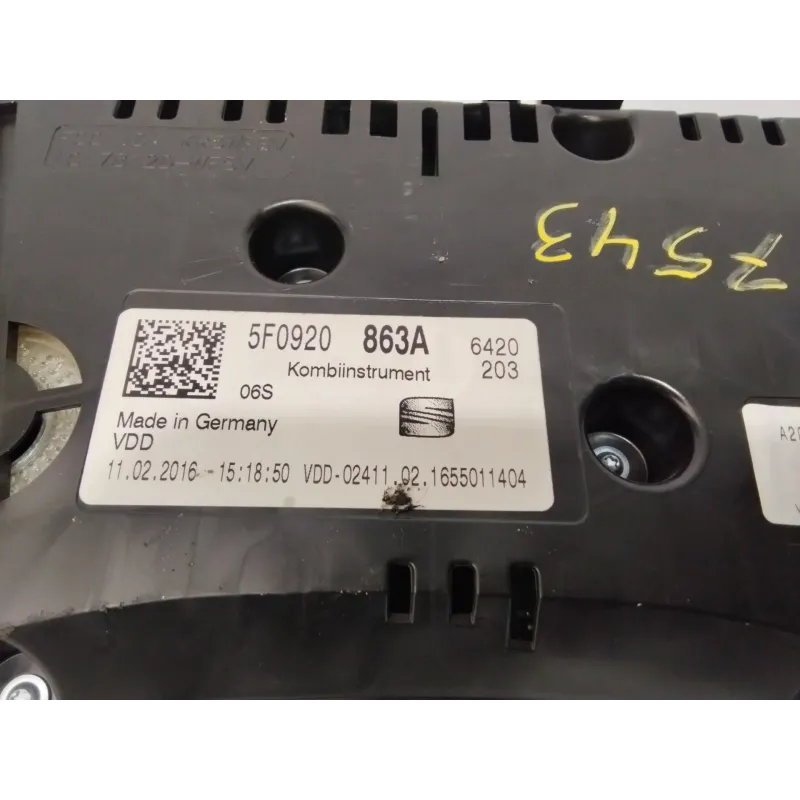 7543
5F0920 863A 6420
Kombiinstrument 203
06S
Made in Germany
VDD
11.02.2016 - 15:18:50 VDD-02411.02.1655011404